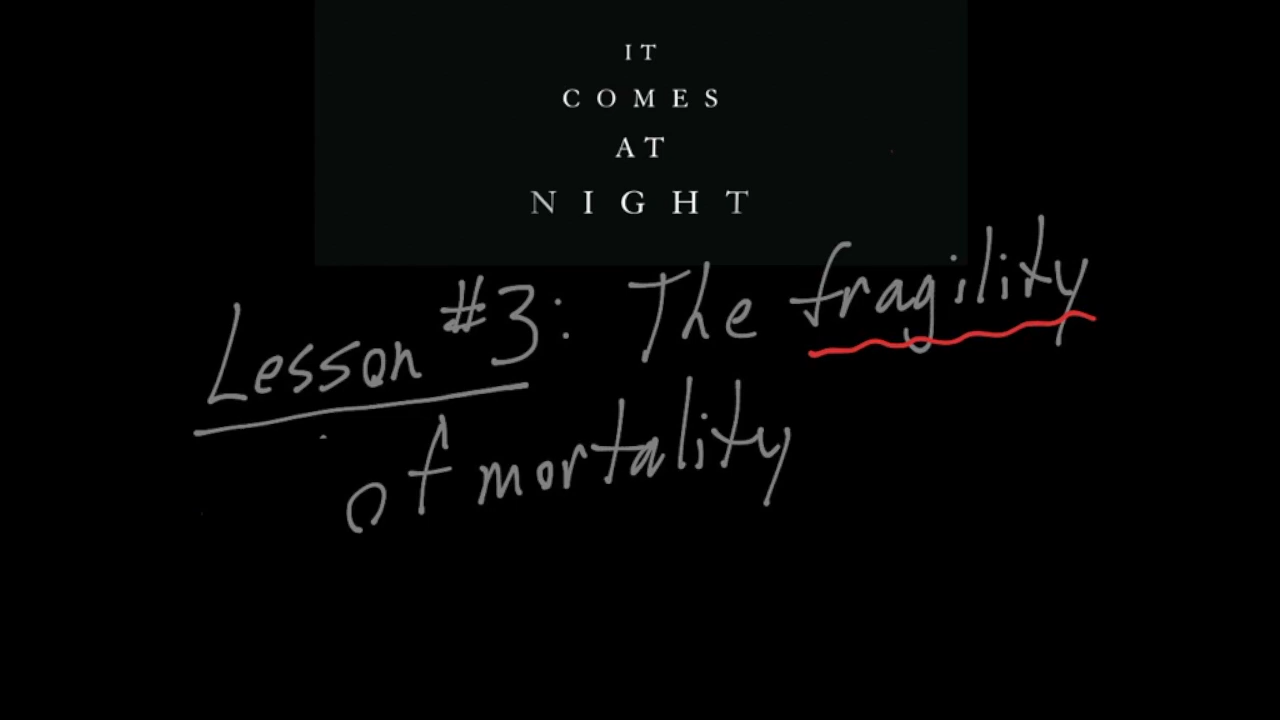 IT
COMES
AT
NIGHT
Lesson #3: The fragility
of mortality